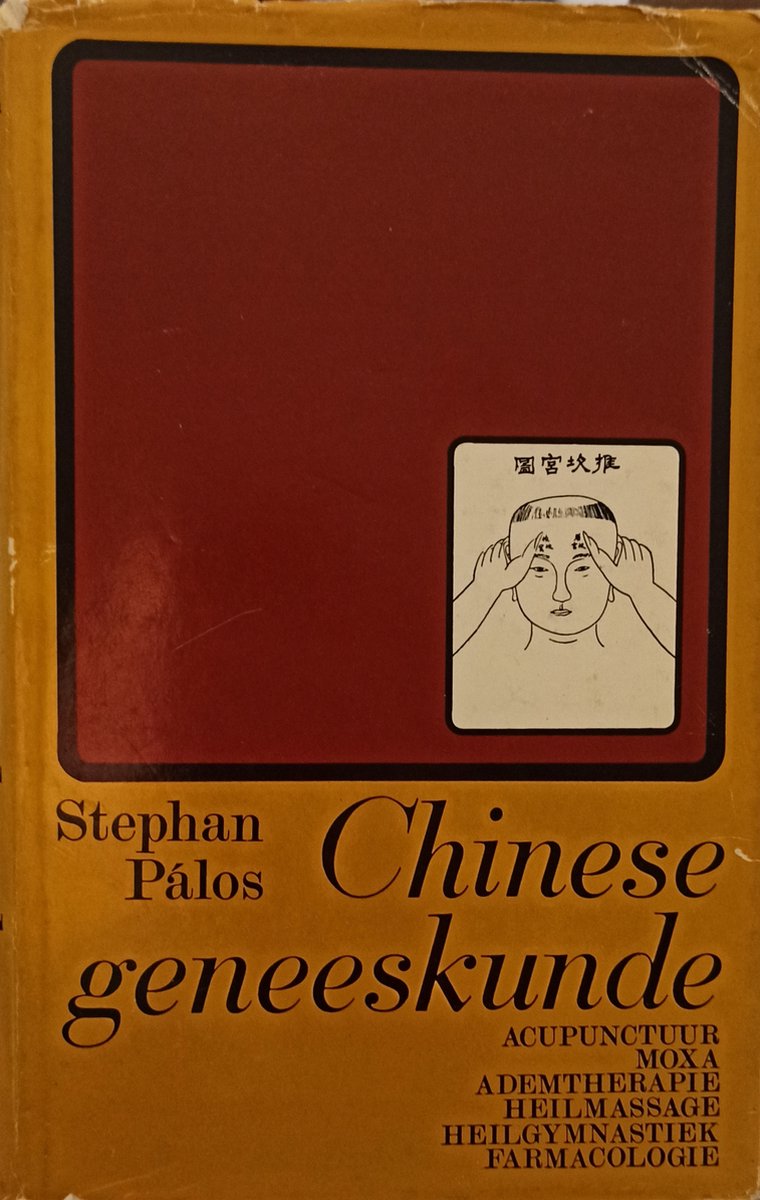 推坎宮圖
Stephan
Pálos
Chinese
geneeskunde
ACUPUNCTUUR
MOXA
ADEMTHERAPIE
HEILMASSAGE
HEILGYMNASTIEK
FARMACOLOGIE